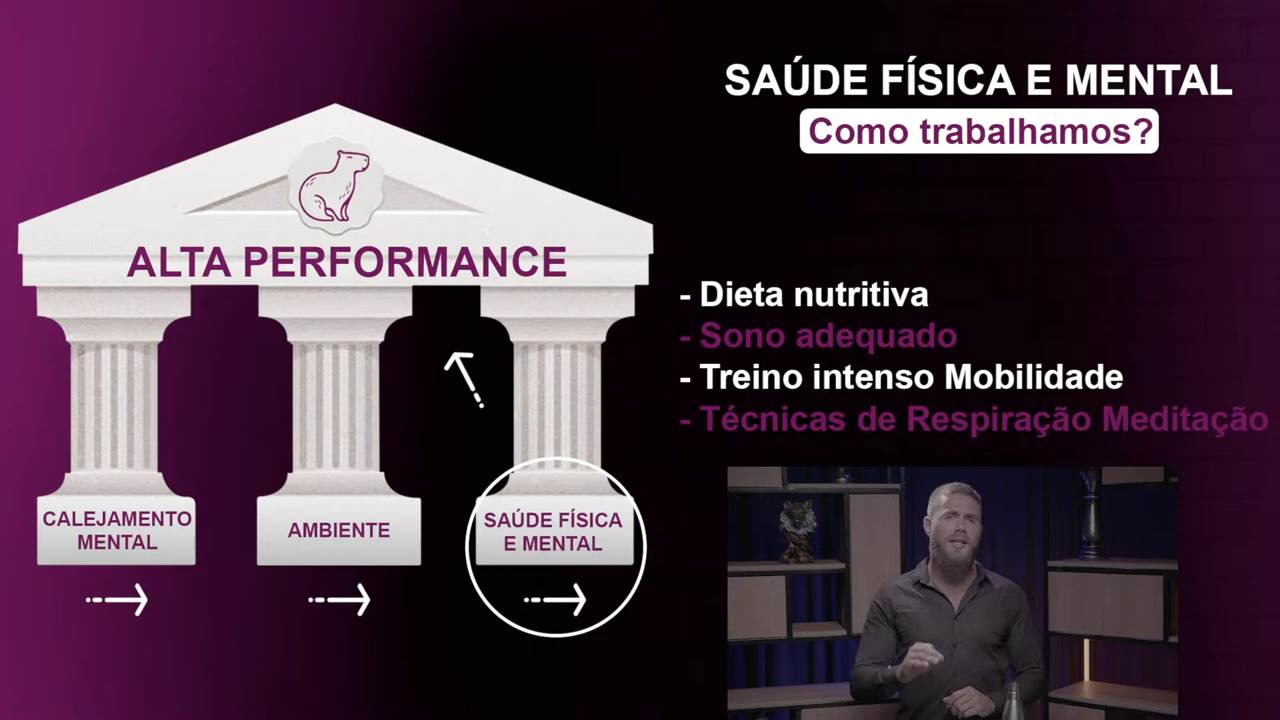 SAÚDE FÍSICA E MENTAL
Como trabalhamos?
ALTA PERFORMANCE
- Dieta nutritiva
- Sono adequado
- Treino intenso Mobilidade
- Técnicas de Respiração Meditação
CALEJAMENTO
MENTAL
AMBIENTE
SAÚDE FÍSICA
E MENTAL